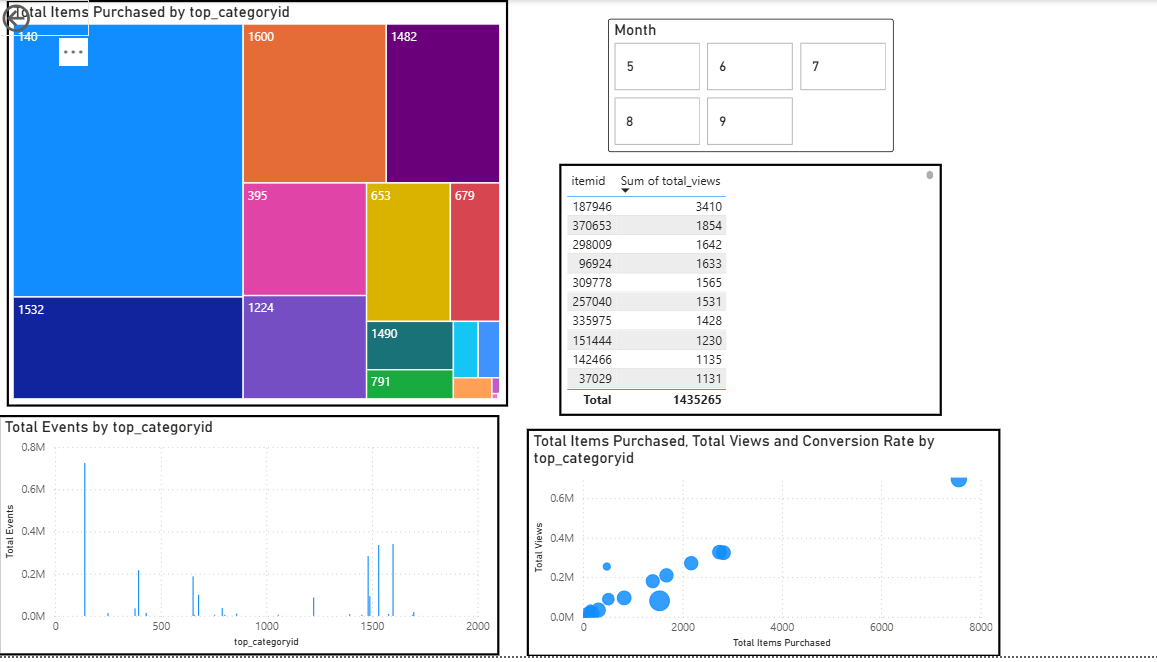 Total Items Purchased by top_categoryid
140
1600
1482
395
653
679
1532
1224
1490
791
Month
5 6 7
8 9
itemid Sum of total_views
187946 3410
370653 1854
298009 1642
96924 1633
309778 1565
257040 1531
335975 1428
151444 1230
142466 1135
37029 1131
Total 1435265
Total Events by top_categoryid
0.8M
0.6M
0.4M
0.2M
0.0M
Total Events
0 500 1000 1500 2000
top_categoryid
Total Items Purchased, Total Views and Conversion Rate by
top_categoryid
0.6M
0.4M
0.2M
0.0M
Total Views
0 2000 4000 6000 8000
Total Items Purchased